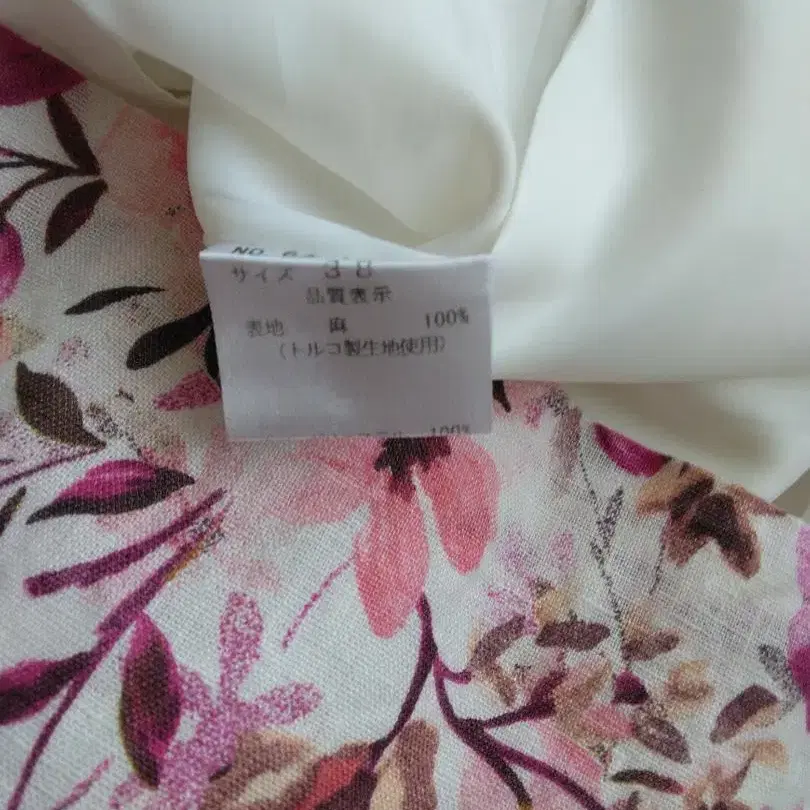 サイズ 38
品質表示
表地 麻 100%
(トルコ製生地使用)
100%